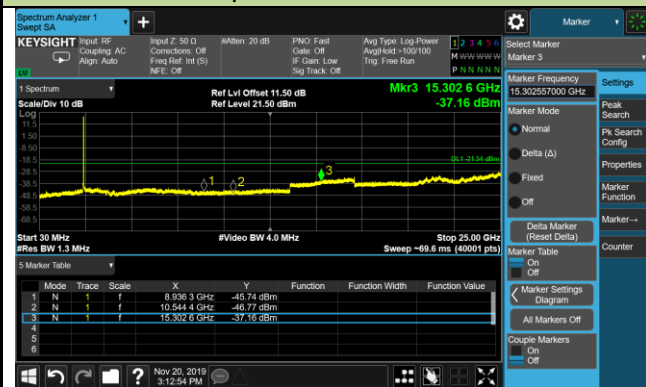 Spectrum Analyzer 1
Swept SA
Marker
KEYSIGHT
Input: RF
Coupling: AC
Align: Auto
Input Z: 50 Ω
Corrections: Off
Freq Ref: Int (S)
NFE: Off
#Atten: 20 dB
PNO: Fast
Gate: Off
IF Gain: Low
Sig Track: Off
Avg Type: Log-Power
Avg|Hold:>100/100
Trig: Free Run
1 2 3 4 5 6
M W W W W W
P N N N N N
Select Marker
Marker 3
1 Spectrum
Scale/Div 10 dB
Ref Lvl Offset 11.50 dB
Ref Level 21.50 dBm
Mkr3 15.302 6 GHz
-37.16 dBm
Log
11.5
1.50
-8.50
-18.5
-28.5
-38.5
-48.5
-58.5
-68.5
DL1 -21.54 dBm
1
2
3
Start 30 MHz
#Res BW 1.3 MHz
#Video BW 4.0 MHz
Stop 25.00 GHz
Sweep ~69.6 ms (40001 pts)
5 Marker Table
Mode Trace Scale X Y Function Function Width Function Value
1 N 1 f 8.936 3 GHz -45.74 dBm
2 N 1 f 10.544 4 GHz -46.77 dBm
3 N 1 f 15.302 6 GHz -37.16 dBm
4
5
6
Marker Frequency
15.302557000 GHz
Marker Mode
Normal
Delta (Δ)
Fixed
Off
Delta Marker
(Reset Delta)
Marker Table
On
Off
Marker Settings
Diagram
All Markers Off
Couple Markers
On
Off
Settings
Peak
Search
Pk Search
Config
Properties
Marker
Function
Marker→
Counter
Nov 20, 2019
3:12:54 PM